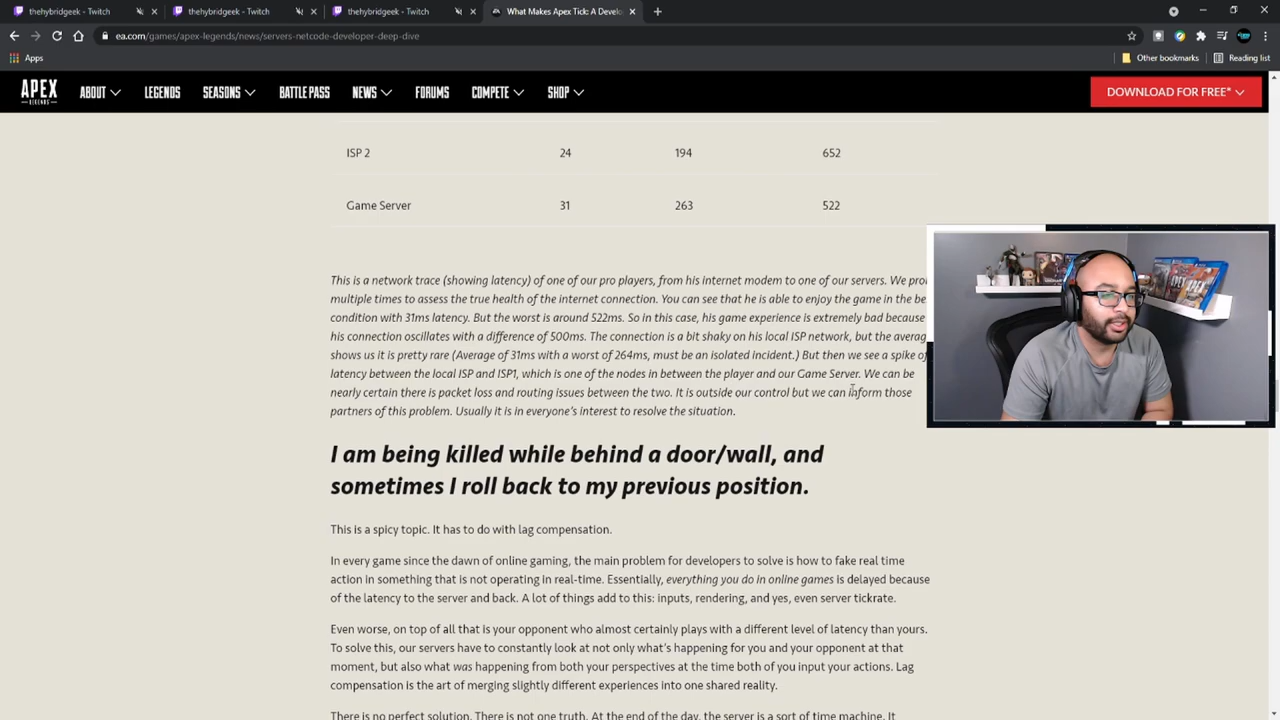 thehybridgeek - Twitch
thehybridgeek - Twitch
thehybridgeek - Twitch
What Makes Apex Tick: A Develo
ea.com/games/apex-legends/news/servers-netcode-developer-deep-dive
Apps
Other bookmarks
Reading list
APEX
LEGENDS
ABOUT
LEGENDS
SEASONS
BATTLE PASS
NEWS
FORUMS
COMPETE
SHOP
DOWNLOAD FOR FREE*
ISP 2 24 194 652
Game Server 31 263 522
This is a network trace (showing latency) of one of our pro players, from his internet modem to one of our servers. We pro
multiple times to assess the true health of the internet connection. You can see that he is able to enjoy the game in the be
condition with 31ms latency. But the worst is around 522ms. So in this case, his game experience is extremely bad because
his connection oscillates with a difference of 500ms. The connection is a bit shaky on his local ISP network, but the averag
shows us it is pretty rare (Average of 31ms with a worst of 264ms, must be an isolated incident.) But then we see a spike of
latency between the local ISP and ISP1, which is one of the nodes in between the player and our Game Server. We can be
nearly certain there is packet loss and routing issues between the two. It is outside our control but we can inform those
partners of this problem. Usually it is in everyone's interest to resolve the situation.
I am being killed while behind a door/wall, and
sometimes I roll back to my previous position.
This is a spicy topic. It has to do with lag compensation.
In every game since the dawn of online gaming, the main problem for developers to solve is how to fake real time
action in something that is not operating in real-time. Essentially, everything you do in online games is delayed because
of the latency to the server and back. A lot of things add to this: inputs, rendering, and yes, even server tickrate.
Even worse, on top of all that is your opponent who almost certainly plays with a different level of latency than yours.
To solve this, our servers have to constantly look at not only what's happening for you and your opponent at that
moment, but also what was happening from both your perspectives at the time both of you input your actions. Lag
compensation is the art of merging slightly different experiences into one shared reality.
There is no perfect solution. There is not one truth. At the end of the day, the server is a sort of time machine. It